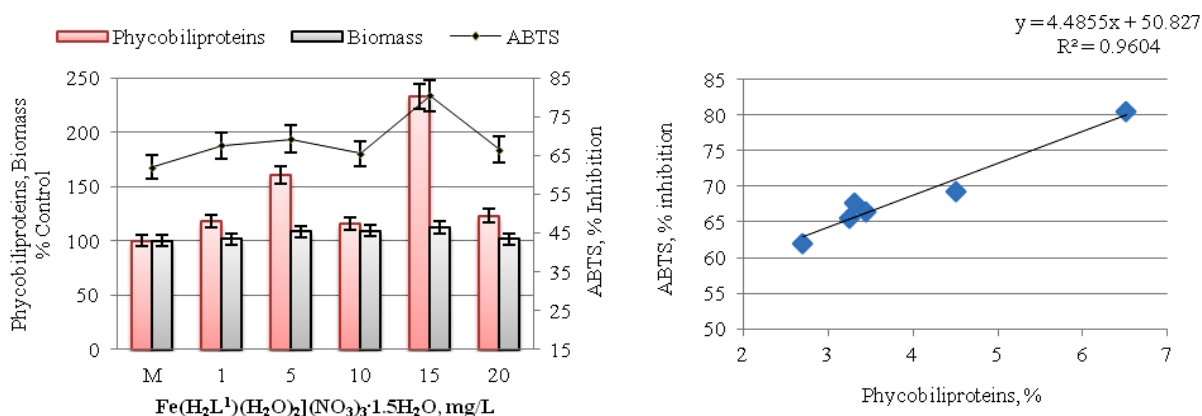 Phycobiliproteins Biomass ABTS
Phycobiliproteins, Biomass
% Control
250
200
150
100
50
0
85
75
65
55
45
35
25
15
ABTS, % Inhibition
M 1 5 10 15 20
Fe(H₂L¹)(H₂O)₂](NO₃)₃·1.5H₂O, mg/L
y = 4.4855x + 50.827
R² = 0.9604
ABTS, % inhibition
85
80
75
70
65
60
55
50
2 3 4 5 6 7
Phycobiliproteins, %